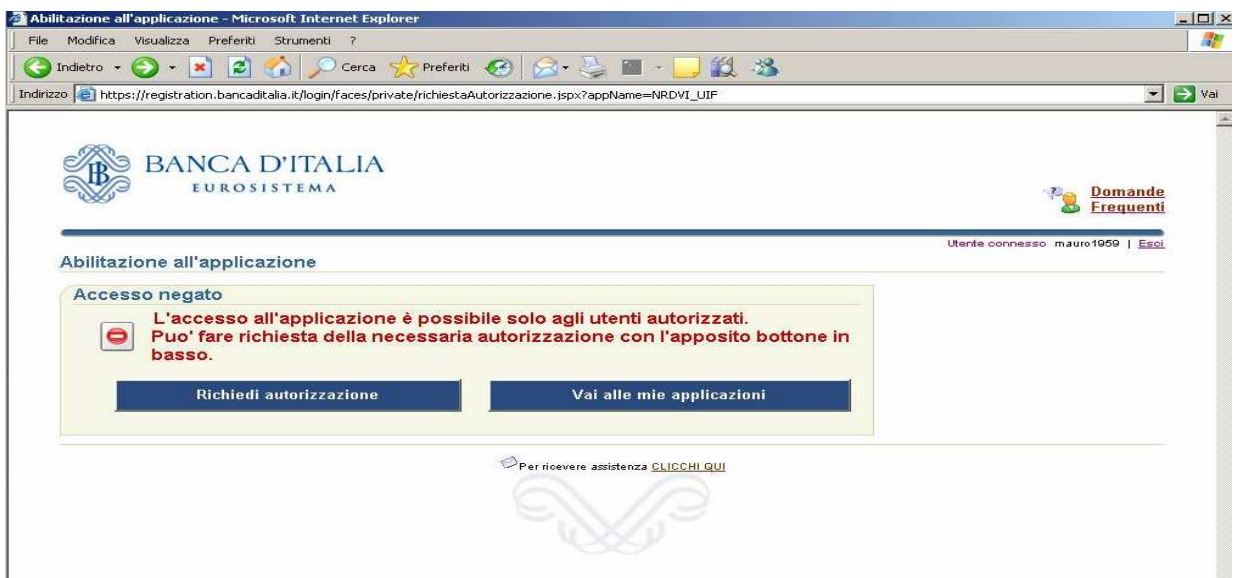 Abilitazione all'applicazione - Microsoft Internet Explorer
File Modifica Visualizza Preferiti Strumenti ?
Indietro Cerca Preferiti
Indirizzo https://registration.bancaditalia.it/login/faces/private/richiestaAutorizzazione.jspx?appName=NRDVI_UIF Vai
BANCA D'ITALIA
EUROSISTEMA
Domande
Frequenti
Utente connesso mauro1959 | Esci
Abilitazione all'applicazione
Accesso negato
L'accesso all'applicazione è possibile solo agli utenti autorizzati.
Puo' fare richiesta della necessaria autorizzazione con l'apposito bottone in
basso.
Richiedi autorizzazione Vai alle mie applicazioni
Per ricevere assistenza CLICCHI QUI